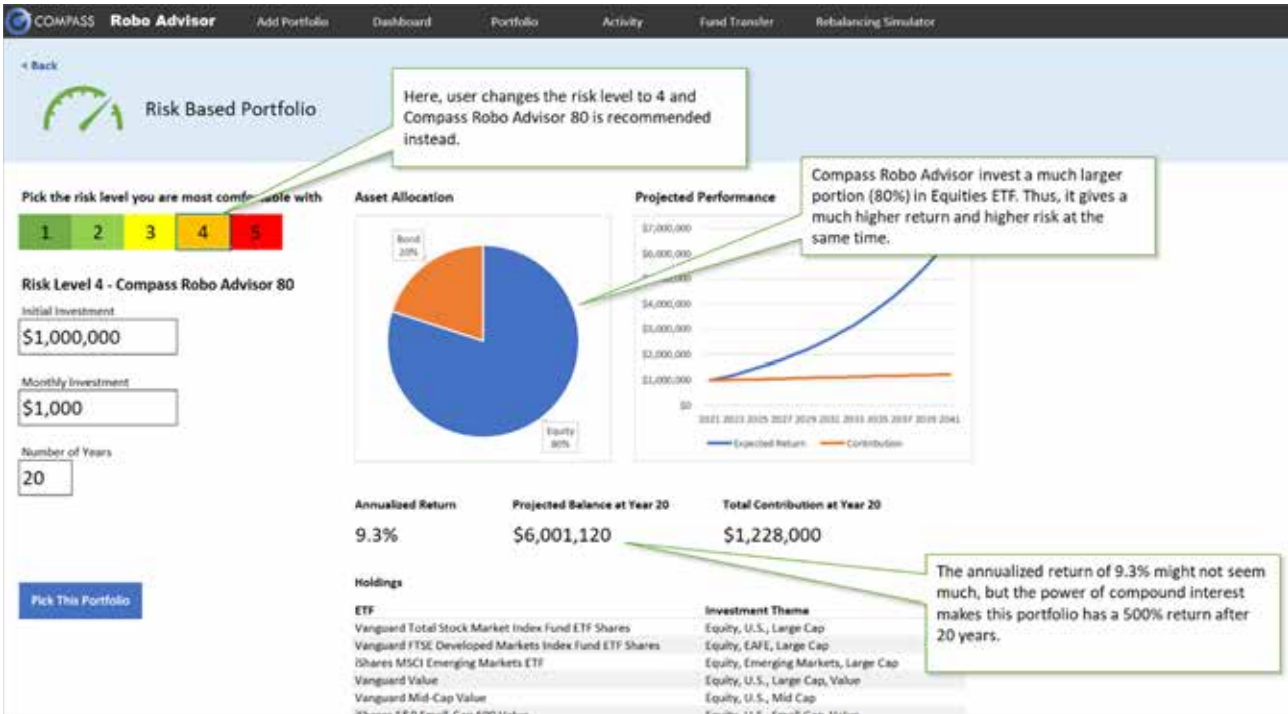 COMPASS Robo Advisor Add Portfolio Dashboard Portfolio Activity Fund Transfer Rebalancing Simulator
< Back
Risk Based Portfolio
Here, user changes the risk level to 4 and
Compass Robo Advisor 80 is recommended
instead.
Pick the risk level you are most comfortable with
1 2 3 4 5
Risk Level 4 - Compass Robo Advisor 80
Initial Investment
$1,000,000
Monthly Investment
$1,000
Number of Years
20
Pick This Portfolio
Asset Allocation
Bond
20%
Equity
80%
Projected Performance
Compass Robo Advisor invest a much larger
portion (80%) in Equities ETF. Thus, it gives a
much higher return and higher risk at the
same time.
$7,000,000
$6,000,000
$4,000,000
$3,000,000
$2,000,000
$1,000,000
$0
2021 2023 2025 2027 2029 2031 2033 2035 2037 2039 2041
Expected Return Contribution
Annualized Return Projected Balance at Year 20 Total Contribution at Year 20
9.3% $6,001,120 $1,228,000
The annualized return of 9.3% might not seem
much, but the power of compound interest
makes this portfolio has a 500% return after
20 years.
Holdings
ETF Investment Theme
Vanguard Total Stock Market Index Fund ETF Shares Equity, U.S., Large Cap
Vanguard FTSE Developed Markets Index Fund ETF Shares Equity, EAFE, Large Cap
iShares MSCI Emerging Markets ETF Equity, Emerging Markets, Large Cap
Vanguard Value Equity, U.S., Large Cap, Value
Vanguard Mid-Cap Value Equity, U.S., Mid Cap